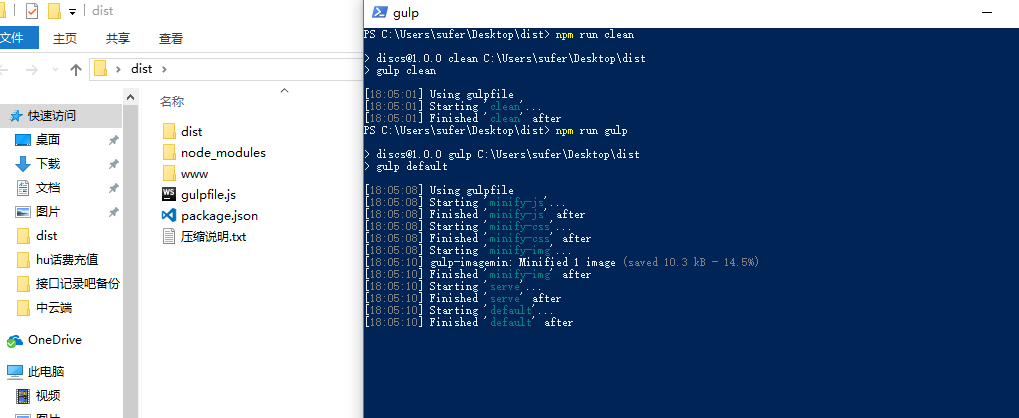 dist
文件
主页
共享
查看
dist
快速访问
桌面
下载
文档
图片
dist
hu话费充值
接口记录吧备份
中云端
OneDrive
此电脑
视频
图片
名称
dist
node_modules
www
gulpfile.js
package.json
压缩说明.txt
gulp
PS C:\Users\sufer\Desktop\dist> npm run clean
> discs@1.0.0 clean C:\Users\sufer\Desktop\dist
> gulp clean
[18:05:01] Using gulpfile
[18:05:01] Starting 'clean'...
[18:05:01] Finished 'clean' after
PS C:\Users\sufer\Desktop\dist> npm run gulp
> discs@1.0.0 gulp C:\Users\sufer\Desktop\dist
> gulp default
[18:05:08] Using gulpfile
[18:05:08] Starting 'minify-js'...
[18:05:08] Finished 'minify-js' after
[18:05:08] Starting 'minify-css'...
[18:05:08] Finished 'minify-css' after
[18:05:08] Starting 'minify-img'...
[18:05:10] gulp-imagemin: Minified 1 image (saved 10.3 kB - 14.5%)
[18:05:10] Finished 'minify-img' after
[18:05:10] Starting 'serve'...
[18:05:10] Finished 'serve' after
[18:05:10] Starting 'default'...
[18:05:10] Finished 'default' after